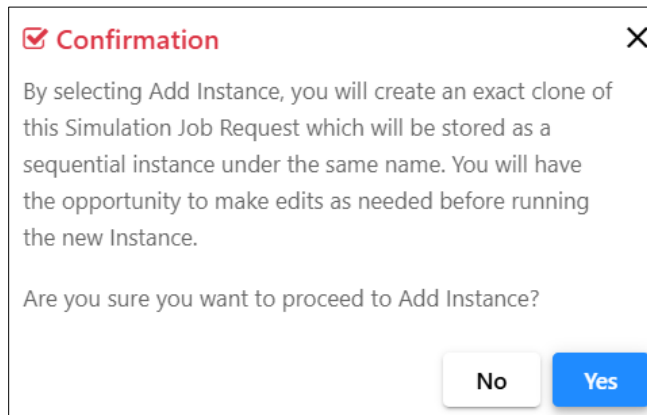 Confirmation
By selecting Add Instance, you will create an exact clone of
this Simulation Job Request which will be stored as a
sequential instance under the same name. You will have
the opportunity to make edits as needed before running
the new Instance.
Are you sure you want to proceed to Add Instance?
No
Yes